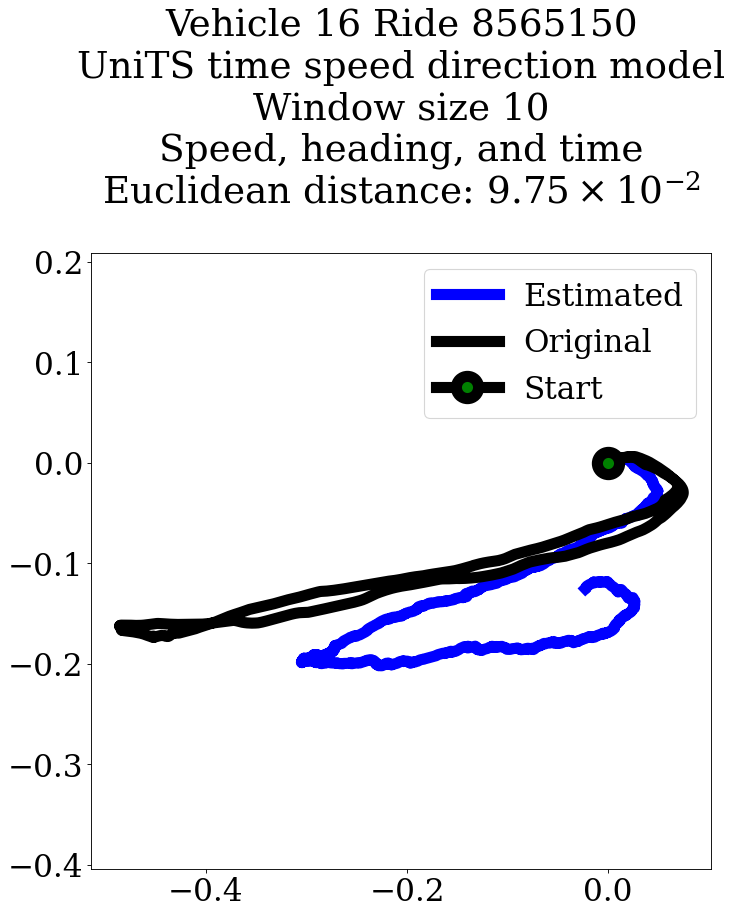 Vehicle 16 Ride 8565150
UniTS time speed direction model
Window size 10
Speed, heading, and time
Euclidean distance: 9.75 × 10⁻²
Estimated
Original
Start
0.2
0.1
0.0
−0.1
−0.2
−0.3
−0.4
−0.4 −0.2 0.0